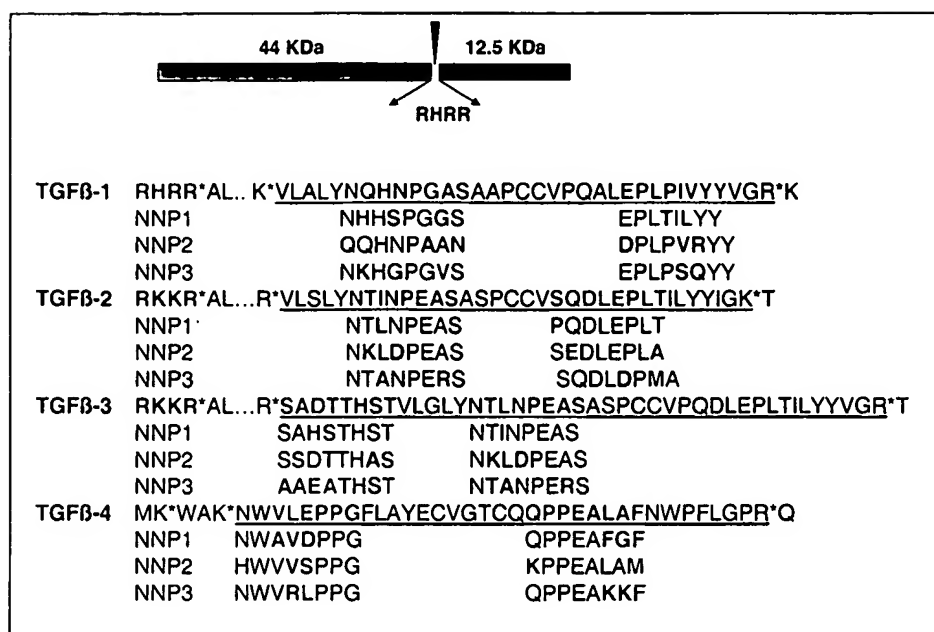 44 KDa 12.5 KDa
RHRR
TGFß-1 RHRR*AL.. K*VLALYNQHNPGASAAPCCVPQALEPLPIVYYVGR*K
NNP1 NHHSPGGS EPLTILYY
NNP2 QQHNPAAN DPLPVRYY
NNP3 NKHGPGVS EPLPSQYY
TGFß-2 RKKR*AL...R*VLSLYNTINPEASASPCCVSQDLEPLTILYYIGK*T
NNP1 NTLNPEAS PQDLEPLT
NNP2 NKLDPEAS SEDLEPLA
NNP3 NTANPERS SQDLDPMA
TGFß-3 RKKR*AL...R*SADTTHSTVLGLYNTLNPEASASPCCVPQDLEPLTILYYVGR*T
NNP1 SAHSTHST NTINPEAS
NNP2 SSDTTHAS NKLDPEAS
NNP3 AAEATHST NTANPERS
TGFß-4 MK*WAK*NWVLEPPGFLAYECVGTCQQPPEALAFNWPFLGPR*Q
NNP1 NWAVDPPG QPPEAFGF
NNP2 HWVVSPPG KPPEALAM
NNP3 NWVRLPPG QPPEAKKF